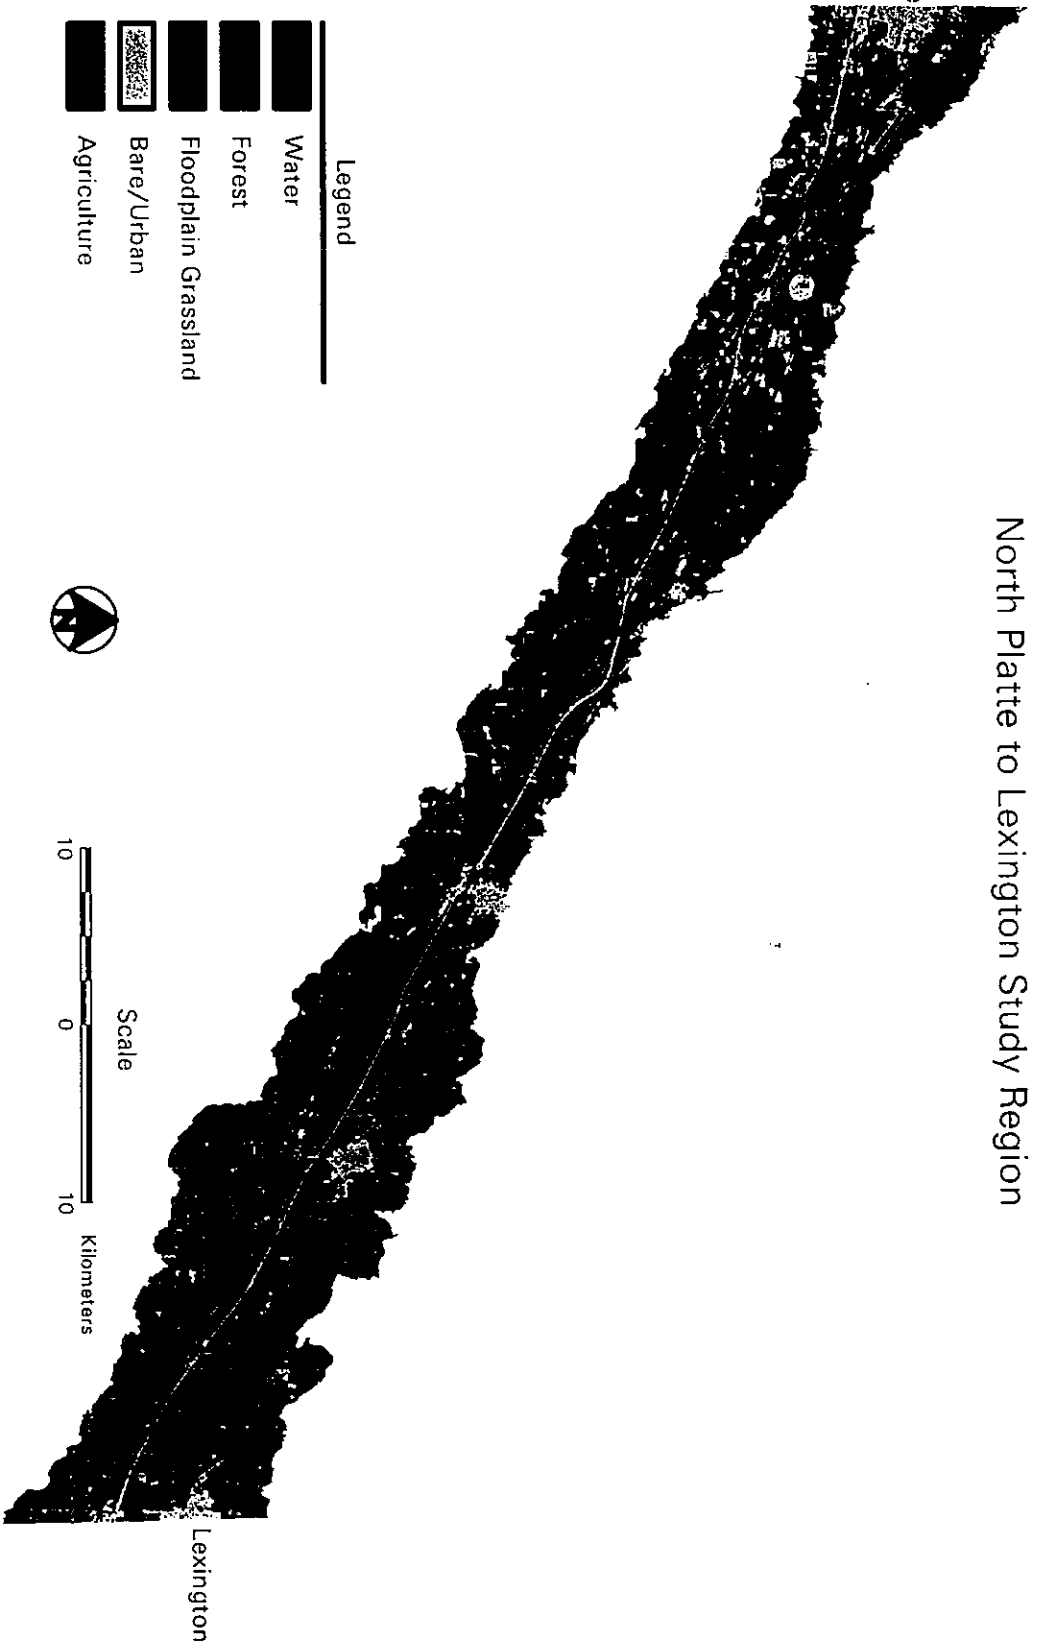 North Platte to Lexington Study Region
Lexington
Legend
Water
Forest
Floodplain Grassland
Bare/Urban
Agriculture
N
Scale
10 0 10 Kilometers